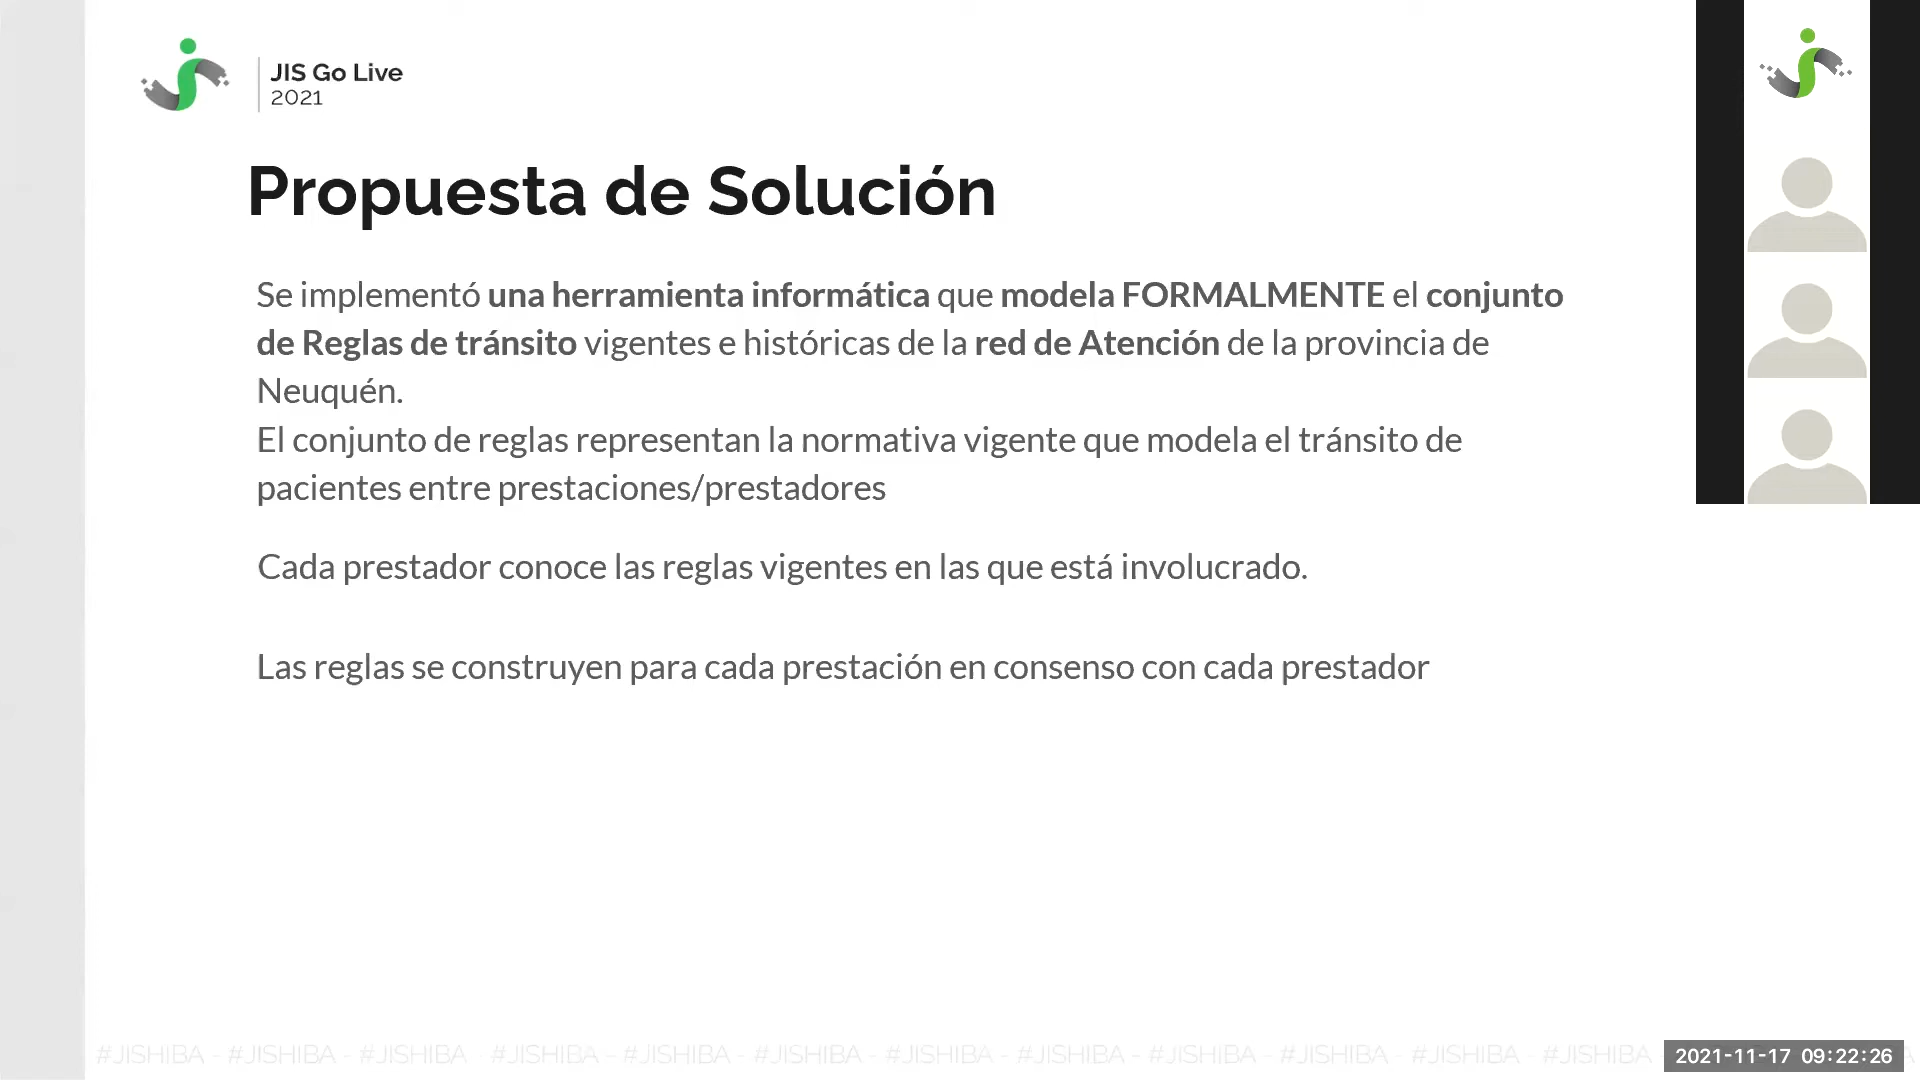 JIS Go Live
2021
Propuesta de Solución
Se implementó una herramienta informática que modela FORMALMENTE el conjunto
de Reglas de tránsito vigentes e históricas de la red de Atención de la provincia de
Neuquén.
El conjunto de reglas representan la normativa vigente que modela el tránsito de
pacientes entre prestaciones/prestadores
Cada prestador conoce las reglas vigentes en las que está involucrado.
Las reglas se construyen para cada prestación en consenso con cada prestador
#JISHIBA - #JISHIBA - #JISHIBA - #JISHIBA - #JISHIBA - #JISHIBA - #JISHIBA - #JISHIBA - #JISHIBA - #JISHIBA - #JISHIBA - #JISHIBA
2021-11-17 09:22:26